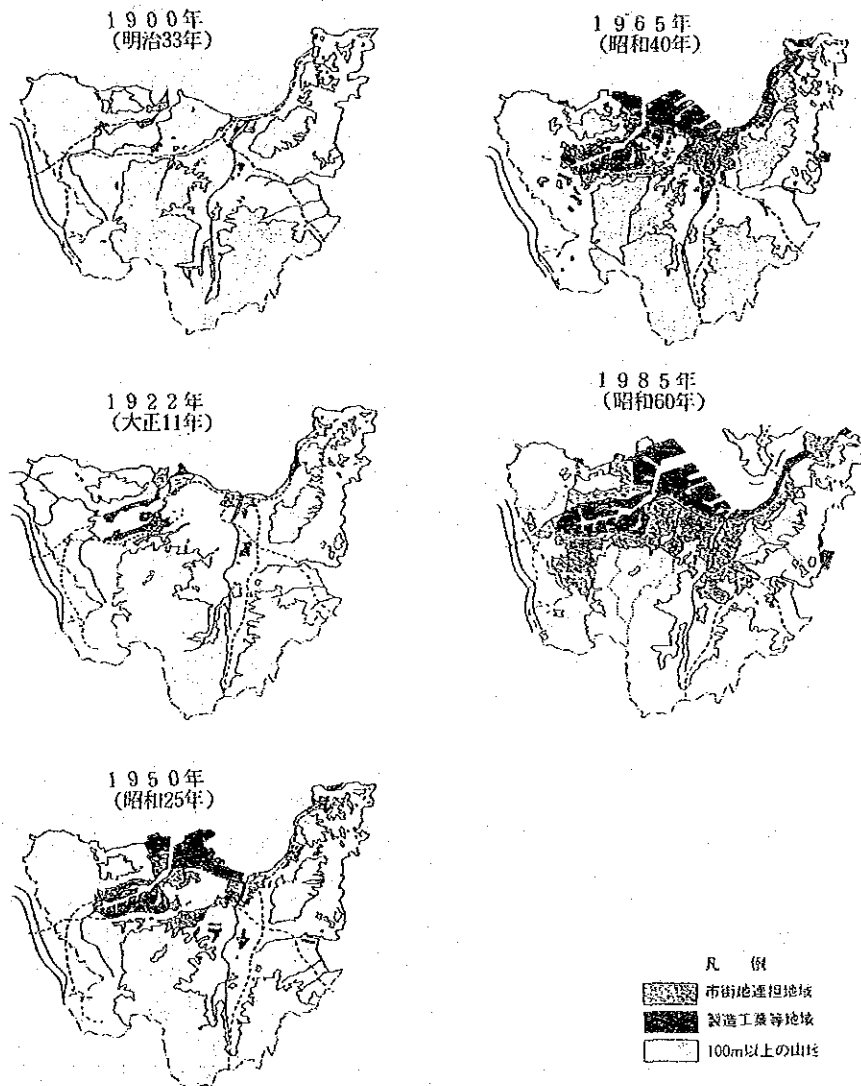 1900年
(明治33年)
1922年
(大正11年)
1950年
(昭和25年)
1965年
(昭和40年)
1985年
(昭和60年)
凡例
市街地連担地域
製造工業等地域
100m以上の山地